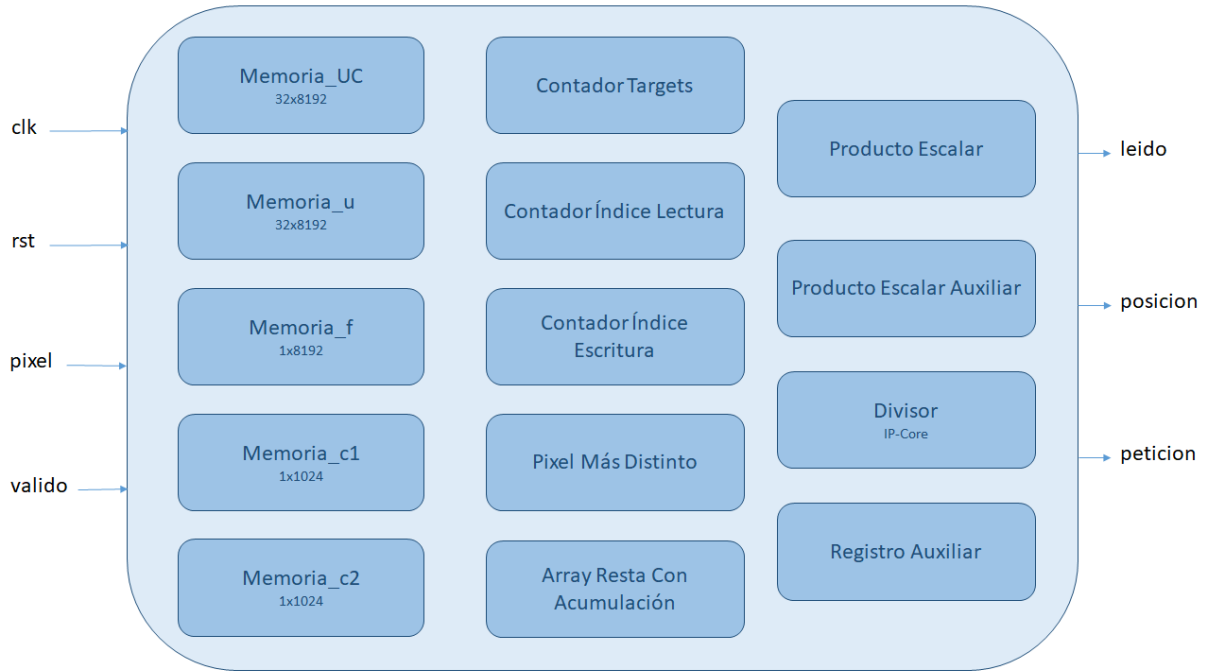 clk
rst
pixel
valido
Memoria_UC
32x8192
Memoria_u
32x8192
Memoria_f
1x8192
Memoria_c1
1x1024
Memoria_c2
1x1024
Contador Targets
Contador Índice Lectura
Contador Índice
Escritura
Pixel Más Distinto
Array Resta Con
Acumulación
Producto Escalar
Producto Escalar Auxiliar
Divisor
IP-Core
Registro Auxiliar
leido
posicion
peticion